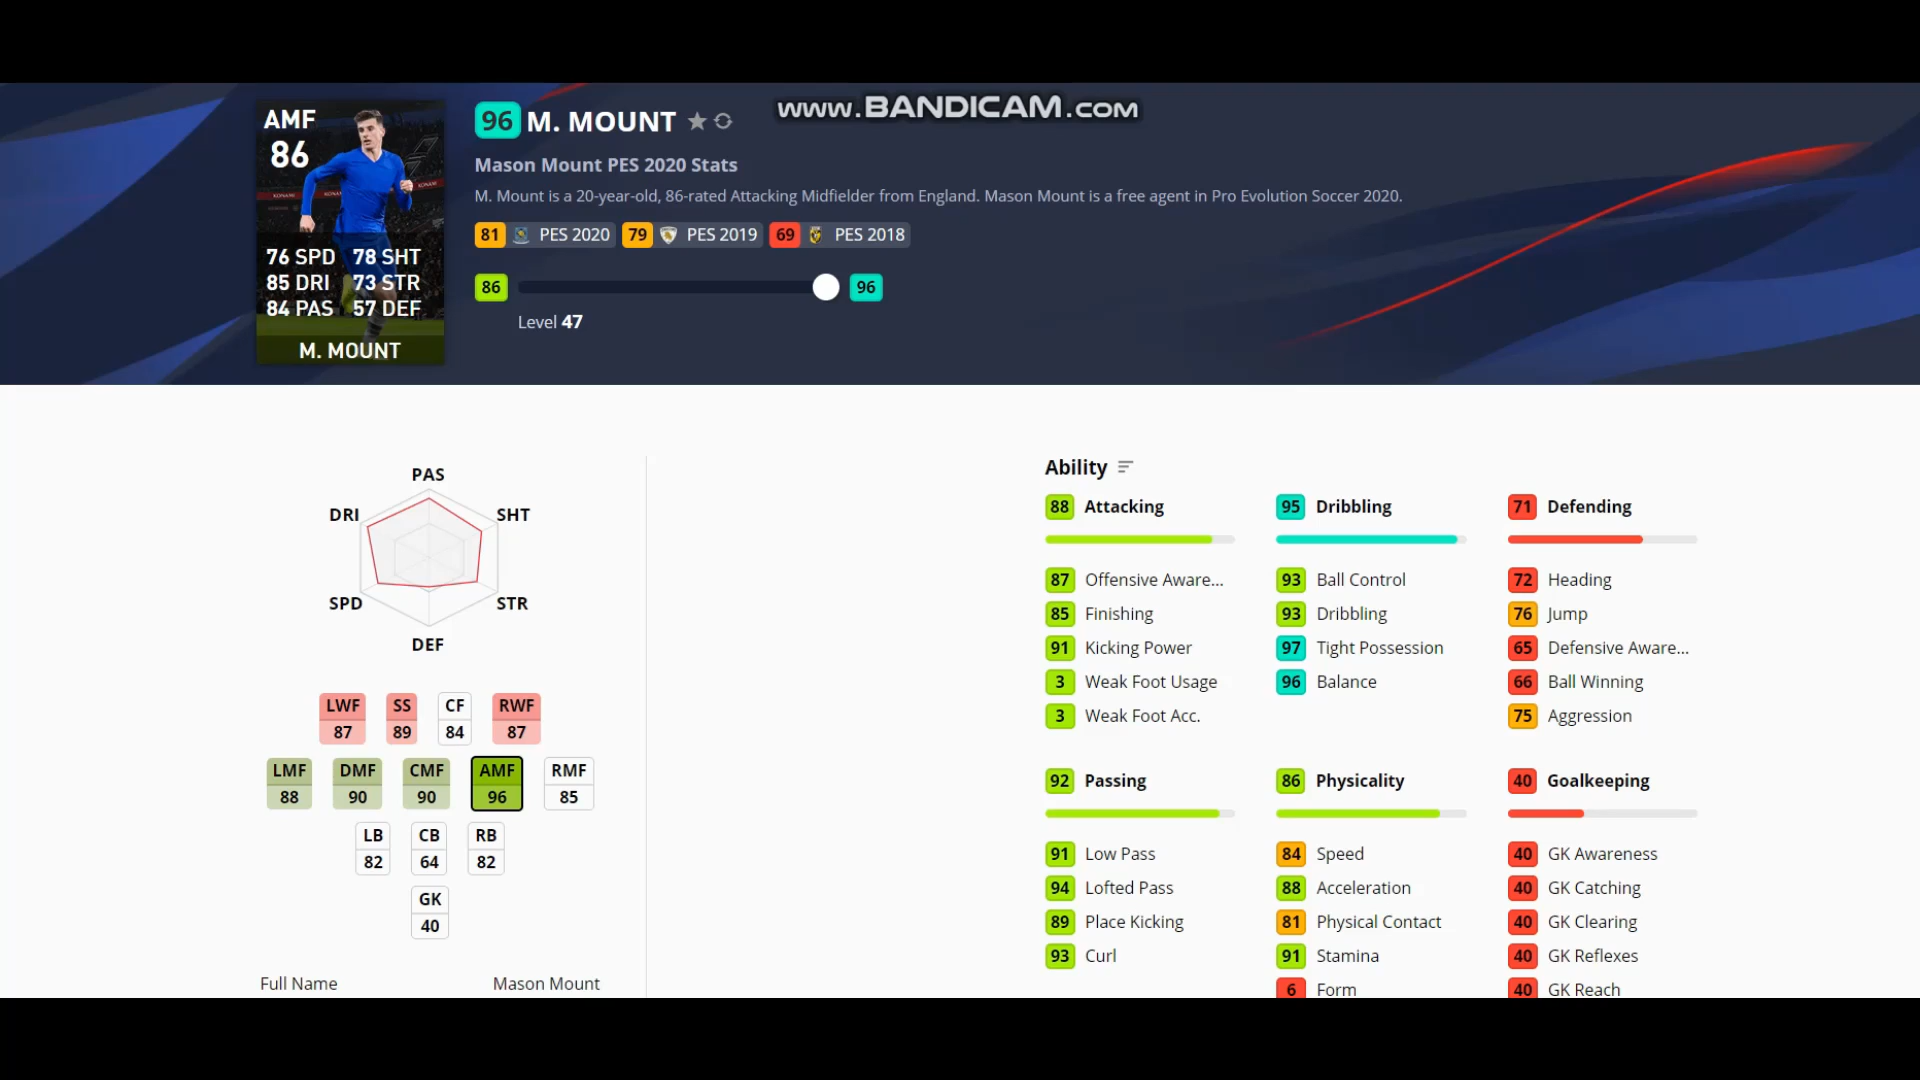 www.BANDICAM.com
AMF
86
76 SPD 78 SHT
85 DRI 73 STR
84 PAS 57 DEF
M. MOUNT
96 M. MOUNT
Mason Mount PES 2020 Stats
M. Mount is a 20-year-old, 86-rated Attacking Midfielder from England. Mason Mount is a free agent in Pro Evolution Soccer 2020.
81 PES 2020 79 PES 2019 69 PES 2018
86 96
Level 47
PAS
DRI SHT
SPD STR
DEF
LWF SS CF RWF
87 89 84 87
LMF DMF CMF AMF RMF
88 90 90 96 85
LB CB RB
82 64 82
GK
40
Full Name Mason Mount
Ability
88 Attacking
87 Offensive Aware...
85 Finishing
91 Kicking Power
3 Weak Foot Usage
3 Weak Foot Acc.
95 Dribbling
93 Ball Control
93 Dribbling
97 Tight Possession
96 Balance
71 Defending
72 Heading
76 Jump
65 Defensive Aware...
66 Ball Winning
75 Aggression
92 Passing
91 Low Pass
94 Lofted Pass
89 Place Kicking
93 Curl
86 Physicality
84 Speed
88 Acceleration
81 Physical Contact
91 Stamina
6 Form
40 Goalkeeping
40 GK Awareness
40 GK Catching
40 GK Clearing
40 GK Reflexes
40 GK Reach